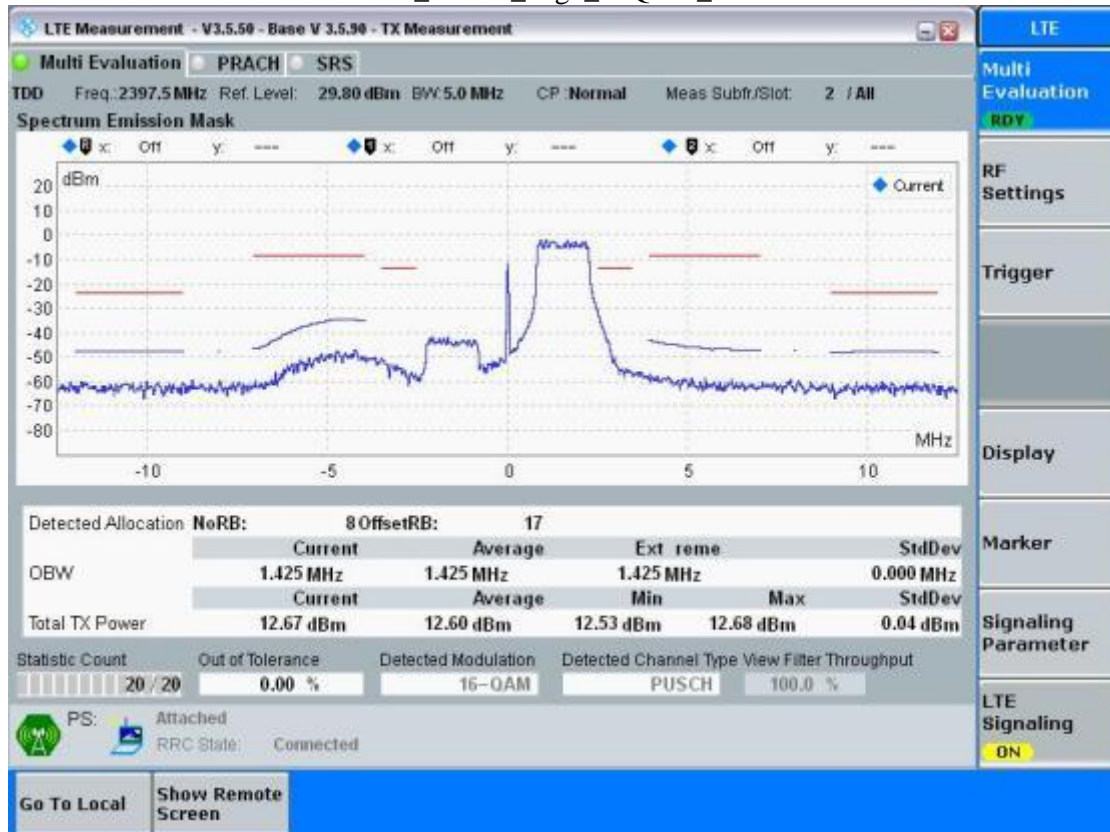 LTE Measurement - V3.5.50 - Base V 3.5.90 - TX Measurement
LTE
Multi Evaluation PRACH SRS
Multi
Evaluation
RDY
TDD Freq.:2397.5 MHz Ref. Level: 29.80 dBm BW: 5.0 MHz CP :Normal Meas Subfr./Slot: 2 / All
Spectrum Emission Mask
x: Off y: --- x: Off y: --- x: Off y: ---
dBm
Current
20
10
0
-10
-20
-30
-40
-50
-60
-70
-80
MHz
-10 -5 0 5 10
RF
Settings
Trigger
Display
Marker
Signaling
Parameter
LTE
Signaling
ON
Detected Allocation NoRB: 8 OffsetRB: 17
Current Average Ext reme StdDev
OBW 1.425 MHz 1.425 MHz 1.425 MHz 0.000 MHz
Current Average Min Max StdDev
Total TX Power 12.67 dBm 12.60 dBm 12.53 dBm 12.68 dBm 0.04 dBm
Statistic Count Out of Tolerance Detected Modulation Detected Channel Type View Filter Throughput
20 / 20 0.00 % 16-QAM PUSCH 100.0 %
PS: Attached
RRC State: Connected
Go To Local
Show Remote
Screen